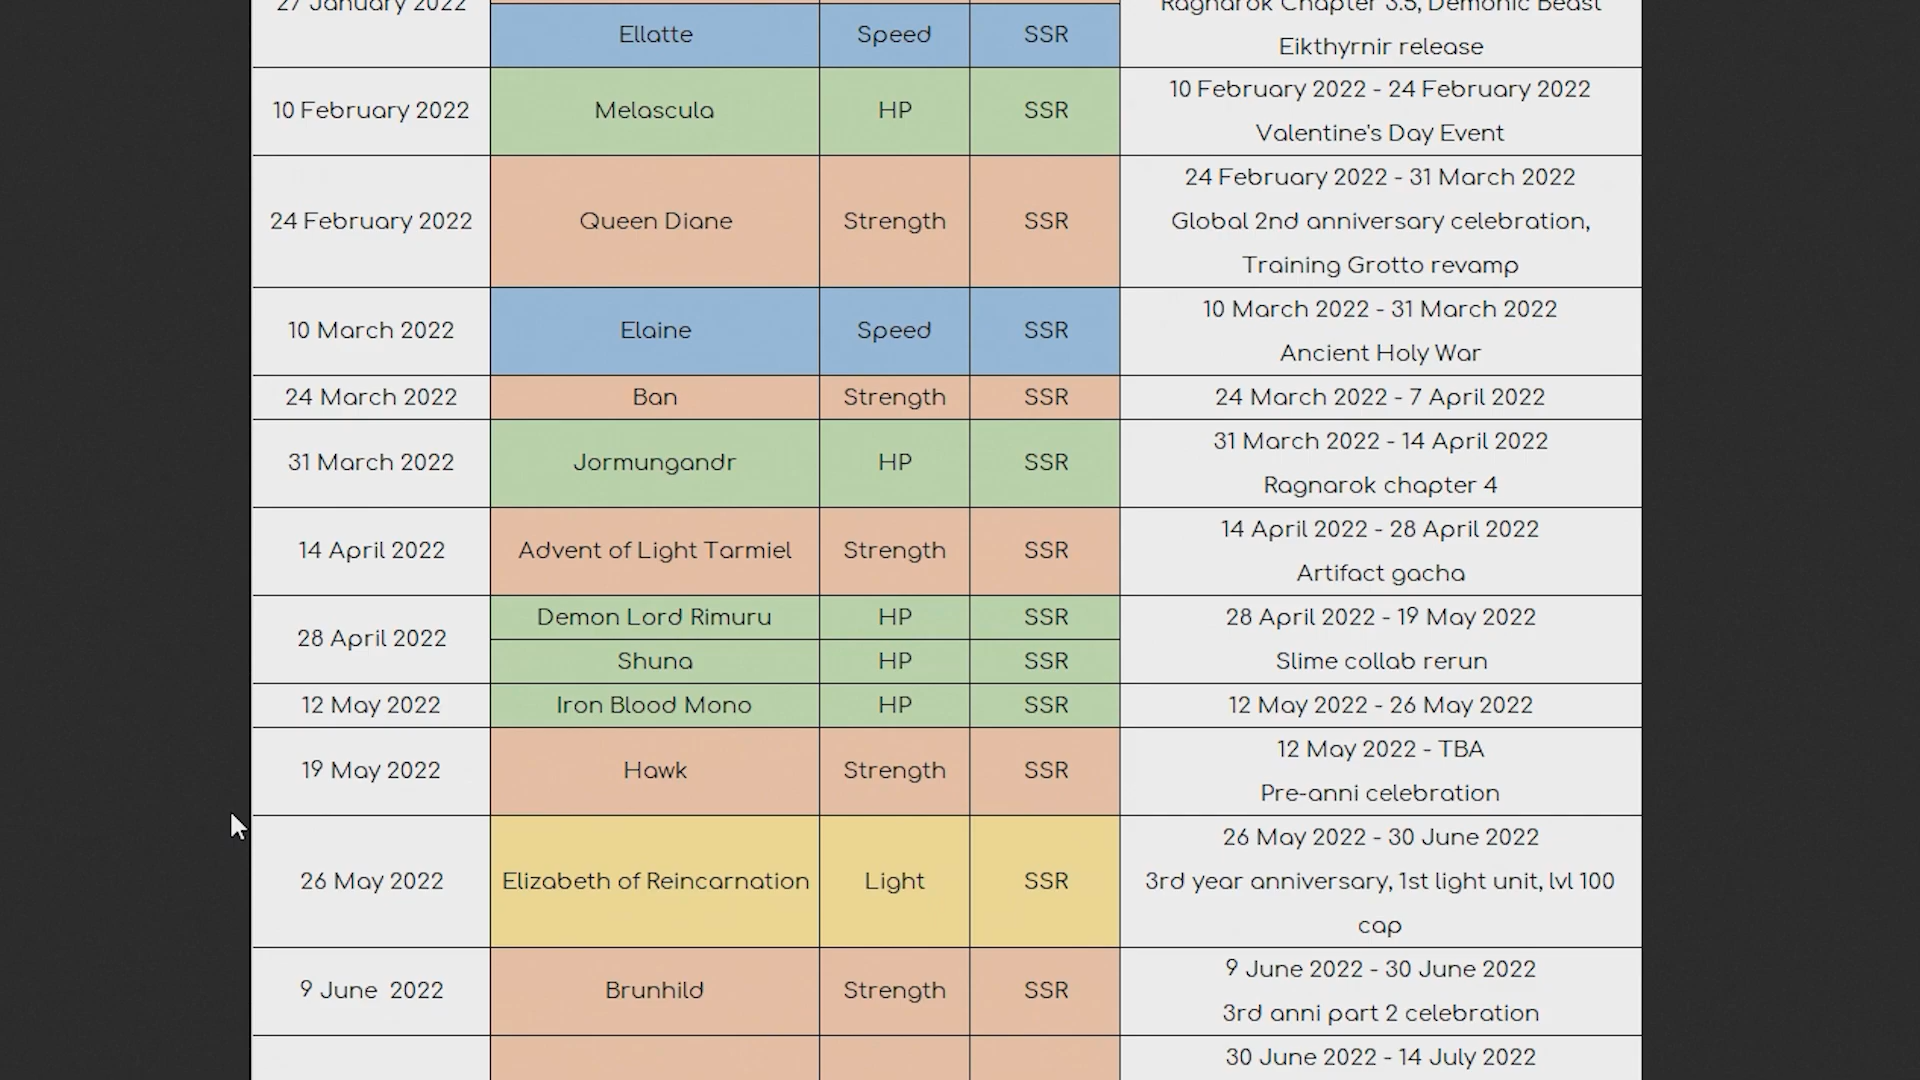 27 January 2022
Ragnarok Chapter 3.5, Demonic Beast
Ellatte Speed SSR
Eikthyrnir release
10 February 2022 Melascula HP SSR
10 February 2022 - 24 February 2022
Valentine's Day Event
24 February 2022 Queen Diane Strength SSR
24 February 2022 - 31 March 2022
Global 2nd anniversary celebration,
Training Grotto revamp
10 March 2022 Elaine Speed SSR
10 March 2022 - 31 March 2022
Ancient Holy War
24 March 2022 Ban Strength SSR 24 March 2022 - 7 April 2022
31 March 2022 Jormungandr HP SSR
31 March 2022 - 14 April 2022
Ragnarok chapter 4
14 April 2022 Advent of Light Tarmiel Strength SSR
14 April 2022 - 28 April 2022
Artifact gacha
28 April 2022
Demon Lord Rimuru HP SSR 28 April 2022 - 19 May 2022
Shuna HP SSR Slime collab rerun
12 May 2022 Iron Blood Mono HP SSR 12 May 2022 - 26 May 2022
19 May 2022 Hawk Strength SSR
12 May 2022 - TBA
Pre-anni celebration
26 May 2022 Elizabeth of Reincarnation Light SSR
26 May 2022 - 30 June 2022
3rd year anniversary, 1st light unit, lvl 100
cap
9 June 2022 Brunhild Strength SSR
9 June 2022 - 30 June 2022
3rd anni part 2 celebration
30 June 2022 - 14 July 2022